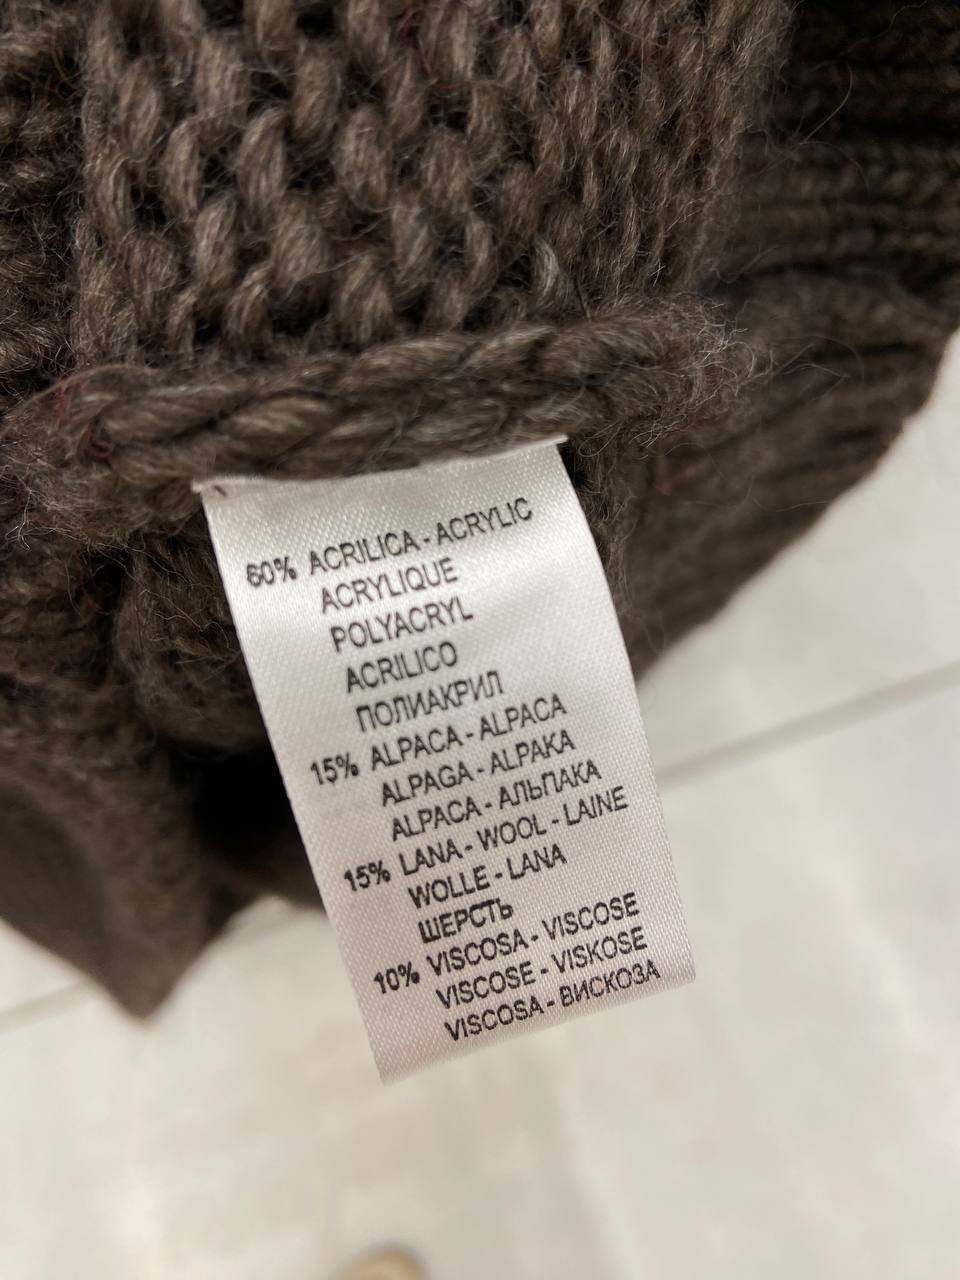 60% ACRILICA - ACRYLIC
ACRYLIQUE
POLYACRYL
ACRILICO
ПОЛИАКРИЛ
15% ALPACA - ALPACA
ALPAGA - ALPAKA
ALPACA - АЛЬПАКА
15% LANA - WOOL - LAINE
WOLLE - LANA
ШЕРСТЬ
10% VISCOSA - VISCOSE
VISCOSE - VISKOSE
VISCOSA - ВИСКОЗА